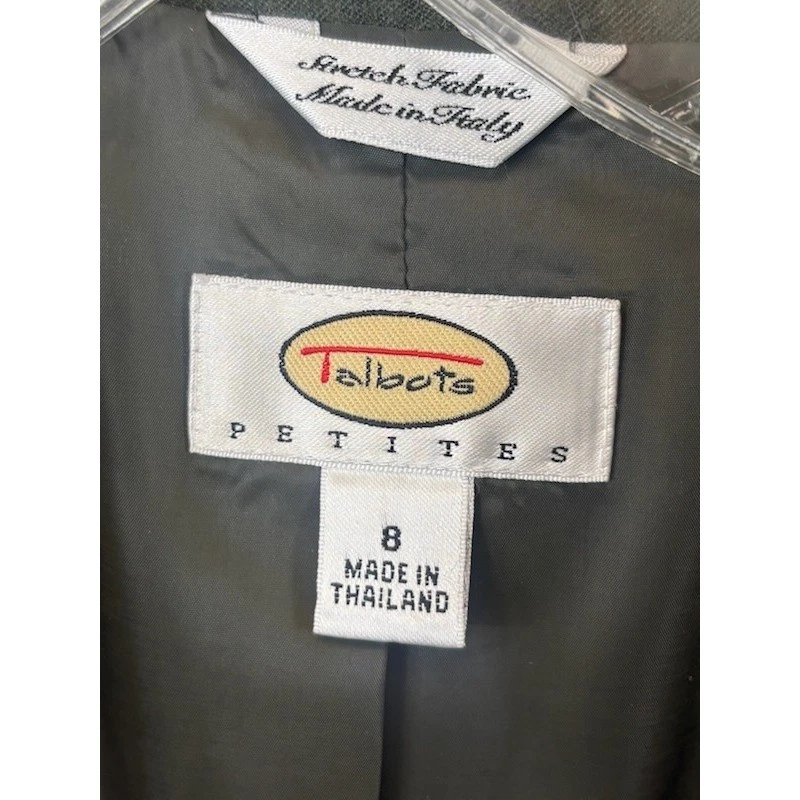 Stretch Fabric
Made in Italy
Talbots
PETITES
8
MADE IN
THAILAND